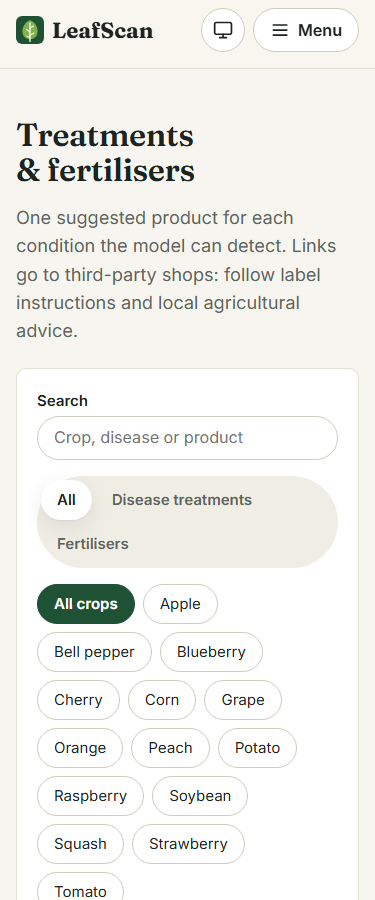 LeafScan
Menu
Treatments
& fertilisers
One suggested product for each
condition the model can detect. Links
go to third-party shops: follow label
instructions and local agricultural
advice.
Search
Crop, disease or product
All Disease treatments
Fertilisers
All crops Apple
Bell pepper Blueberry
Cherry Corn Grape
Orange Peach Potato
Raspberry Soybean
Squash Strawberry
Tomato